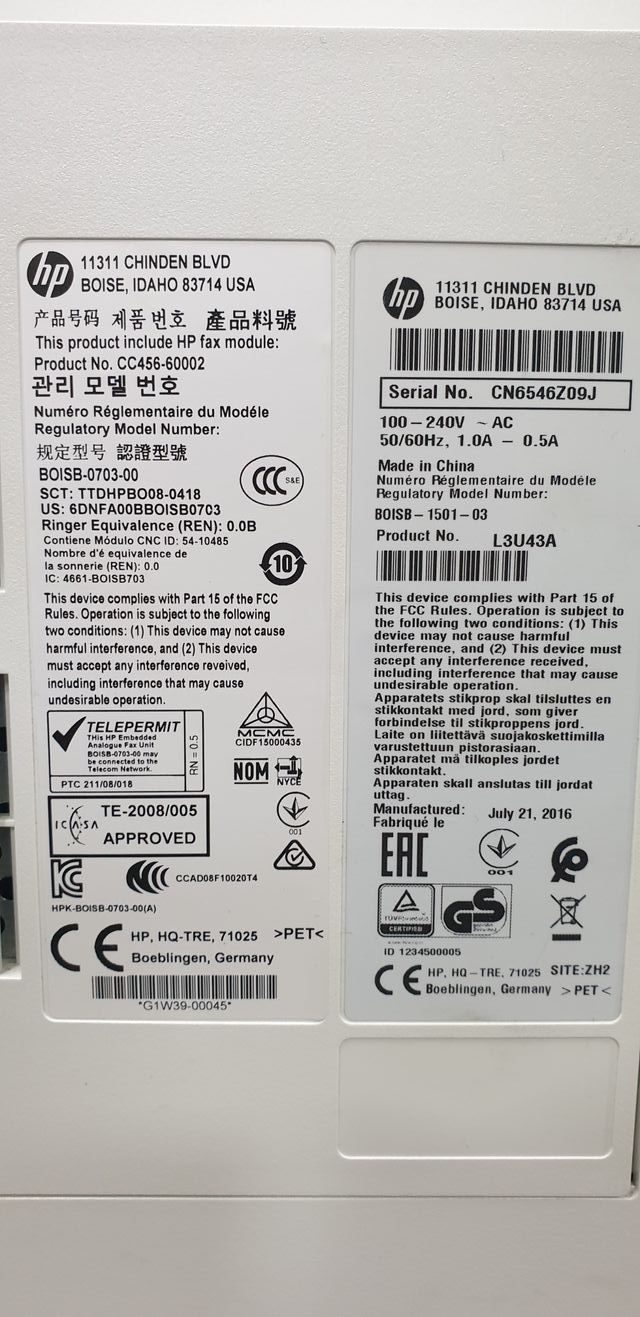 hp
11311 CHINDEN BLVD
BOISE, IDAHO 83714 USA
产品号码 제품 번호 產品料號
This product include HP fax module:
Product No. CC456-60002
관리 모델 번호
Numéro Réglementaire du Modéle
Regulatory Model Number:
规定型号 認證型號
BOISB-0703-00
SCT: TTDHPBO08-0418
US: 6DNFA00BBOISB0703
Ringer Equivalence (REN): 0.0B
Contiene Módulo CNC ID: 54-10485
Nombre d'é equivalence de
la sonnerie (REN): 0.0
IC: 4661-BOISB703
CCC S&E
10
This device complies with Part 15 of the FCC
Rules. Operation is subject to the following
two conditions: (1) This device may not cause
harmful interference, and (2) This device
must accept any interference reveived,
including interference that may cause
undesirable operation.
TELEPERMIT
THis HP Embedded
Analogue Fax Unit
BOISB-0703-00 may
be connected to the
Telecom Network.
PTC 211/08/018
RN = 0.5
MCMC
CIDF15000435
NOM
NYCE
ICASA
TE-2008/005
APPROVED
001
CCAD08F10020T4
HPK-BOISB-0703-00(A)
CE
HP, HQ-TRE, 71025 >PET<
Boeblingen, Germany
*G1W39-00045*
hp
11311 CHINDEN BLVD
BOISE, IDAHO 83714 USA
Serial No. CN6546Z09J
100-240V ~ AC
50/60Hz, 1.0A - 0.5A
Made in China
Numéro Réglementaire du Modéle
Regulatory Model Number:
BOISB-1501-03
Product No. L3U43A
This device complies with Part 15 of
the FCC Rules. Operation is subject to
the following two conditions: (1) This
device may not cause harmful
interference, and (2) This device must
accept any interference received,
including interference that may cause
undesirable operation.
Apparatets stikprop skal tilsluttes en
stikkontakt med jord, som giver
forbindelse til stikproppens jord.
Laite on liitettävä suojakoskettimilla
varustettuun pistorasiaan.
Apparatet må tilkoples jordet
stikkontakt.
Apparaten skall anslutas till jordat
uttag.
Manufactured: July 21, 2016
Fabriqué le
EAC
001
CERTIFIED
GS
ID 1234500005
CE
HP, HQ-TRE, 71025 SITE:ZH2
Boeblingen, Germany >PET<